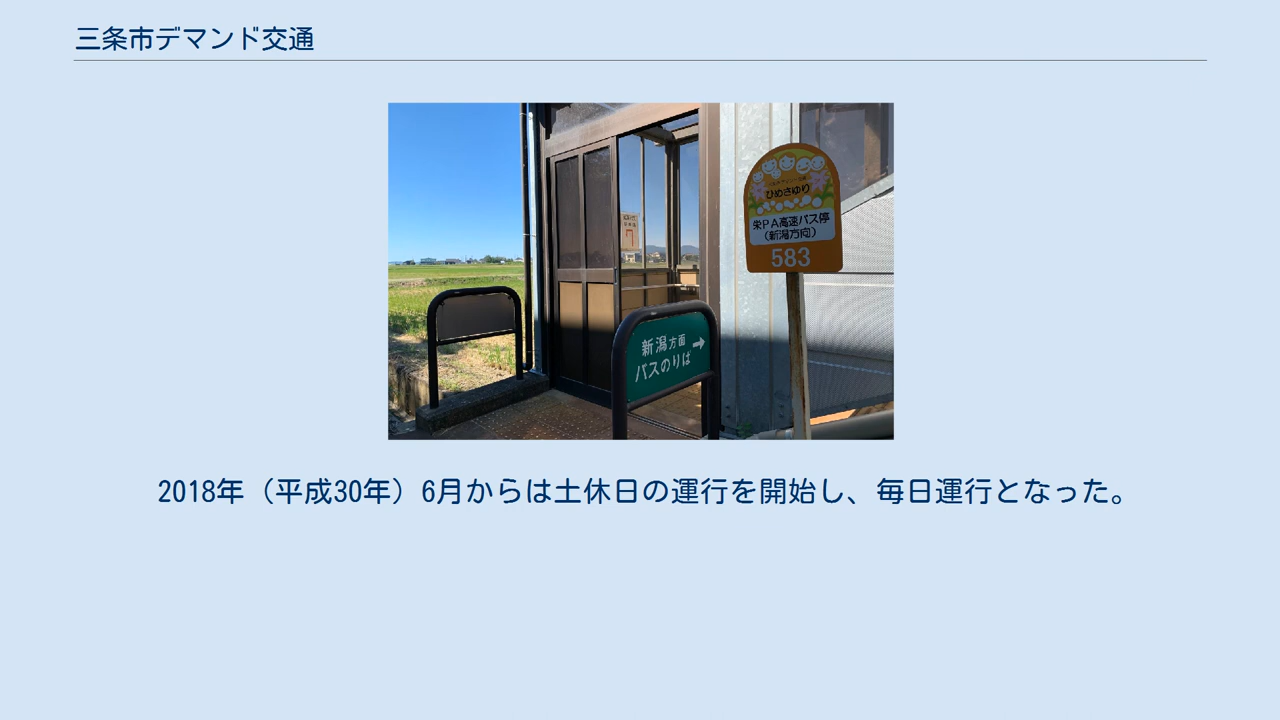 三条市デマンド交通
ひめさゆり
栄PA高速バス停
(新潟方向)
583
新潟方面→
バスのりば
2018年(平成30年)6月からは土休日の運行を開始し、毎日運行となった。